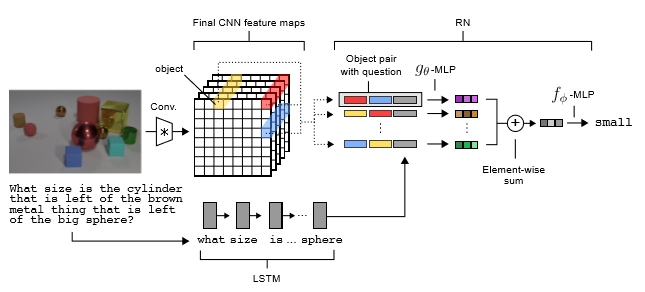 Final CNN feature maps
RN
object
Object pair
with question
gθ-MLP
Conv.
*
fϕ-MLP
+
small
...
Element-wise
sum
What size is the cylinder
that is left of the brown
metal thing that is left
of the big sphere?
...
what size is ... sphere
LSTM